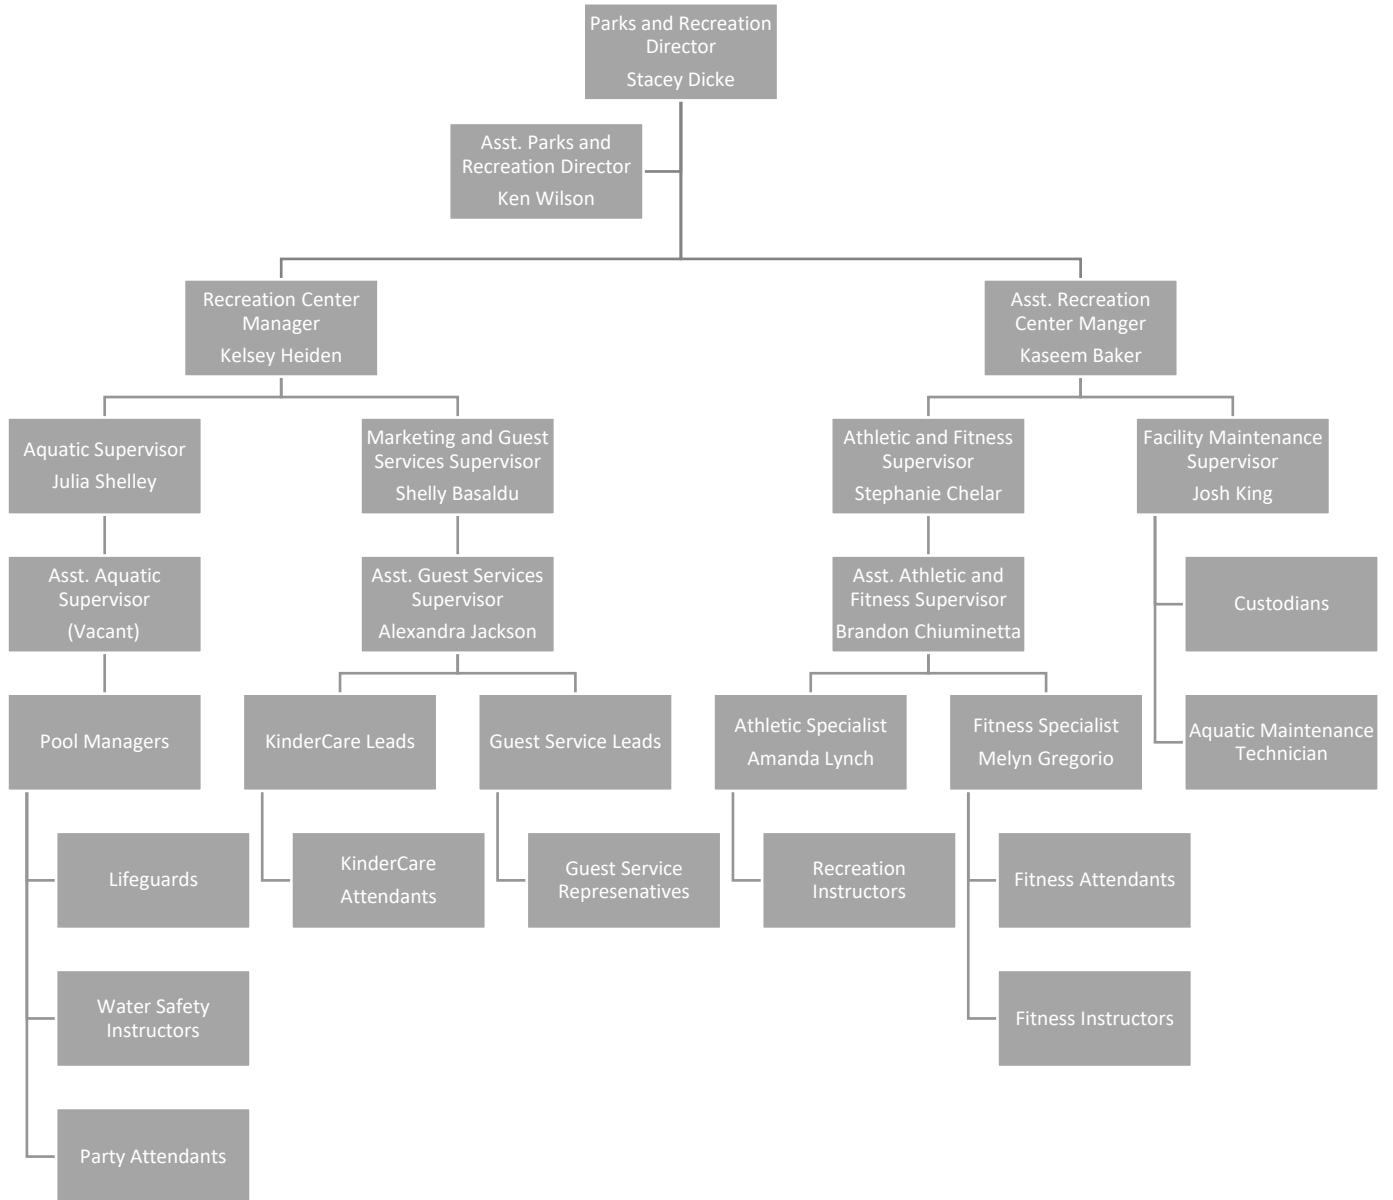 Parks and Recreation
Director
Stacey Dicke
Asst. Parks and
Recreation Director
Ken Wilson
Recreation Center
Manager
Kelsey Heiden
Asst. Recreation
Center Manger
Kaseem Baker
Aquatic Supervisor
Julia Shelley
Marketing and Guest
Services Supervisor
Shelly Basaldu
Athletic and Fitness
Supervisor
Stephanie Chelar
Facility Maintenance
Supervisor
Josh King
Asst. Aquatic
Supervisor
(Vacant)
Asst. Guest Services
Supervisor
Alexandra Jackson
Asst. Athletic and
Fitness Supervisor
Brandon Chiuminetta
Custodians
Pool Managers
KinderCare Leads
Guest Service Leads
Athletic Specialist
Amanda Lynch
Fitness Specialist
Melyn Gregorio
Aquatic Maintenance
Technician
Lifeguards
KinderCare
Attendants
Guest Service
Represenatives
Recreation
Instructors
Fitness Attendants
Water Safety
Instructors
Fitness Instructors
Party Attendants